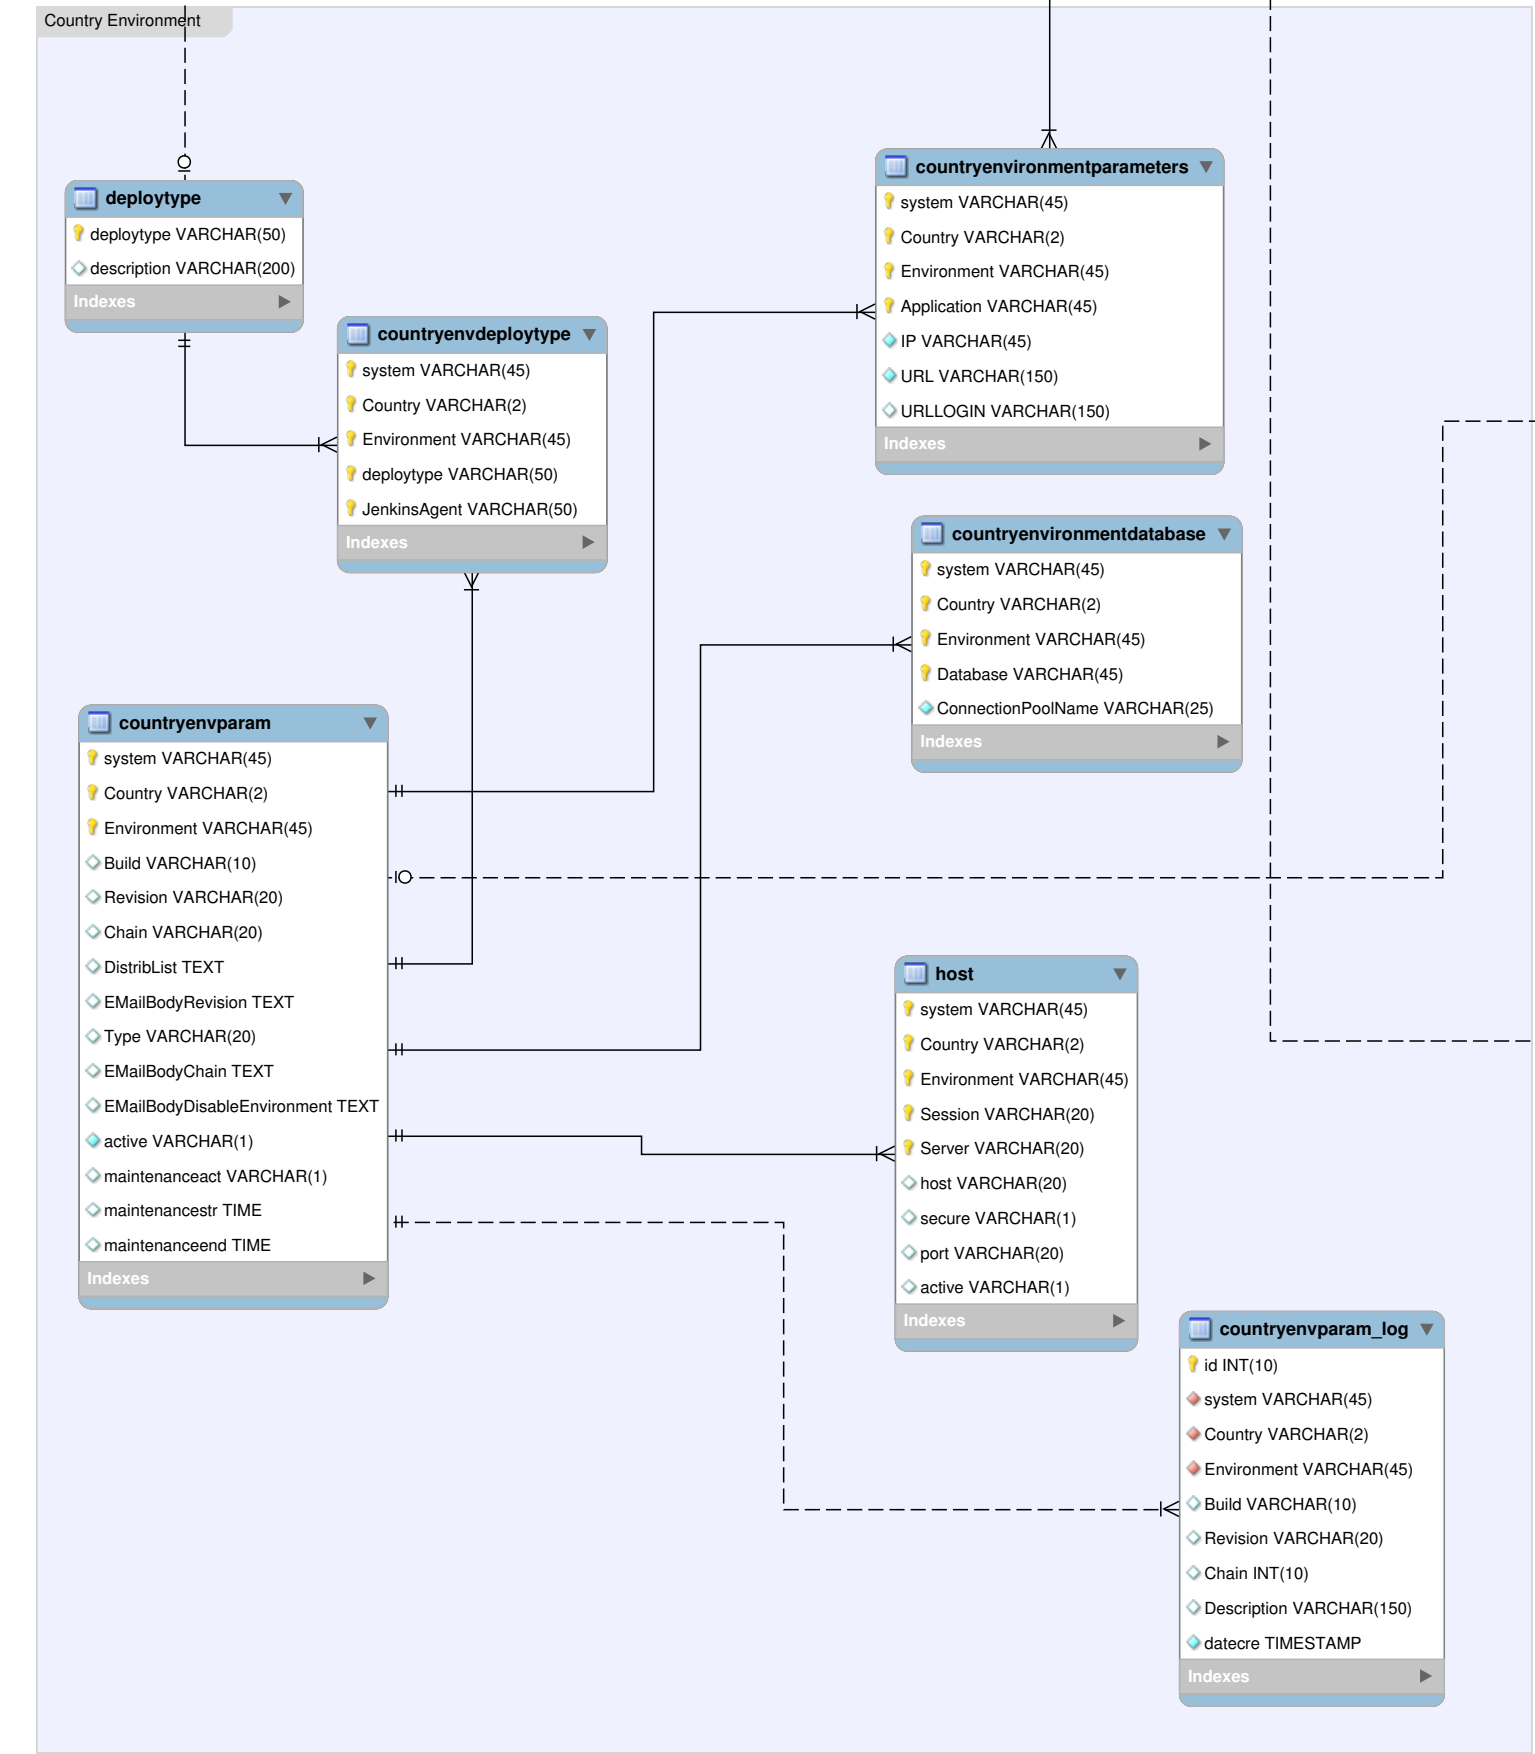 Country Environment
deploytype
deploytype VARCHAR(50)
description VARCHAR(200)
Indexes
countryenvdeploytype
system VARCHAR(45)
Country VARCHAR(2)
Environment VARCHAR(45)
deploytype VARCHAR(50)
JenkinsAgent VARCHAR(50)
Indexes
countryenvironmentparameters
system VARCHAR(45)
Country VARCHAR(2)
Environment VARCHAR(45)
Application VARCHAR(45)
IP VARCHAR(45)
URL VARCHAR(150)
URLLOGIN VARCHAR(150)
Indexes
countryenvironmentdatabase
system VARCHAR(45)
Country VARCHAR(2)
Environment VARCHAR(45)
Database VARCHAR(45)
ConnectionPoolName VARCHAR(25)
Indexes
countryenvparam
system VARCHAR(45)
Country VARCHAR(2)
Environment VARCHAR(45)
Build VARCHAR(10)
Revision VARCHAR(20)
Chain VARCHAR(20)
DistribList TEXT
EMailBodyRevision TEXT
Type VARCHAR(20)
EMailBodyChain TEXT
EMailBodyDisableEnvironment TEXT
active VARCHAR(1)
maintenanceact VARCHAR(1)
maintenancestr TIME
maintenanceend TIME
Indexes
host
system VARCHAR(45)
Country VARCHAR(2)
Environment VARCHAR(45)
Session VARCHAR(20)
Server VARCHAR(20)
host VARCHAR(20)
secure VARCHAR(1)
port VARCHAR(20)
active VARCHAR(1)
Indexes
countryenvparam_log
id INT(10)
system VARCHAR(45)
Country VARCHAR(2)
Environment VARCHAR(45)
Build VARCHAR(10)
Revision VARCHAR(20)
Chain INT(10)
Description VARCHAR(150)
datecre TIMESTAMP
Indexes